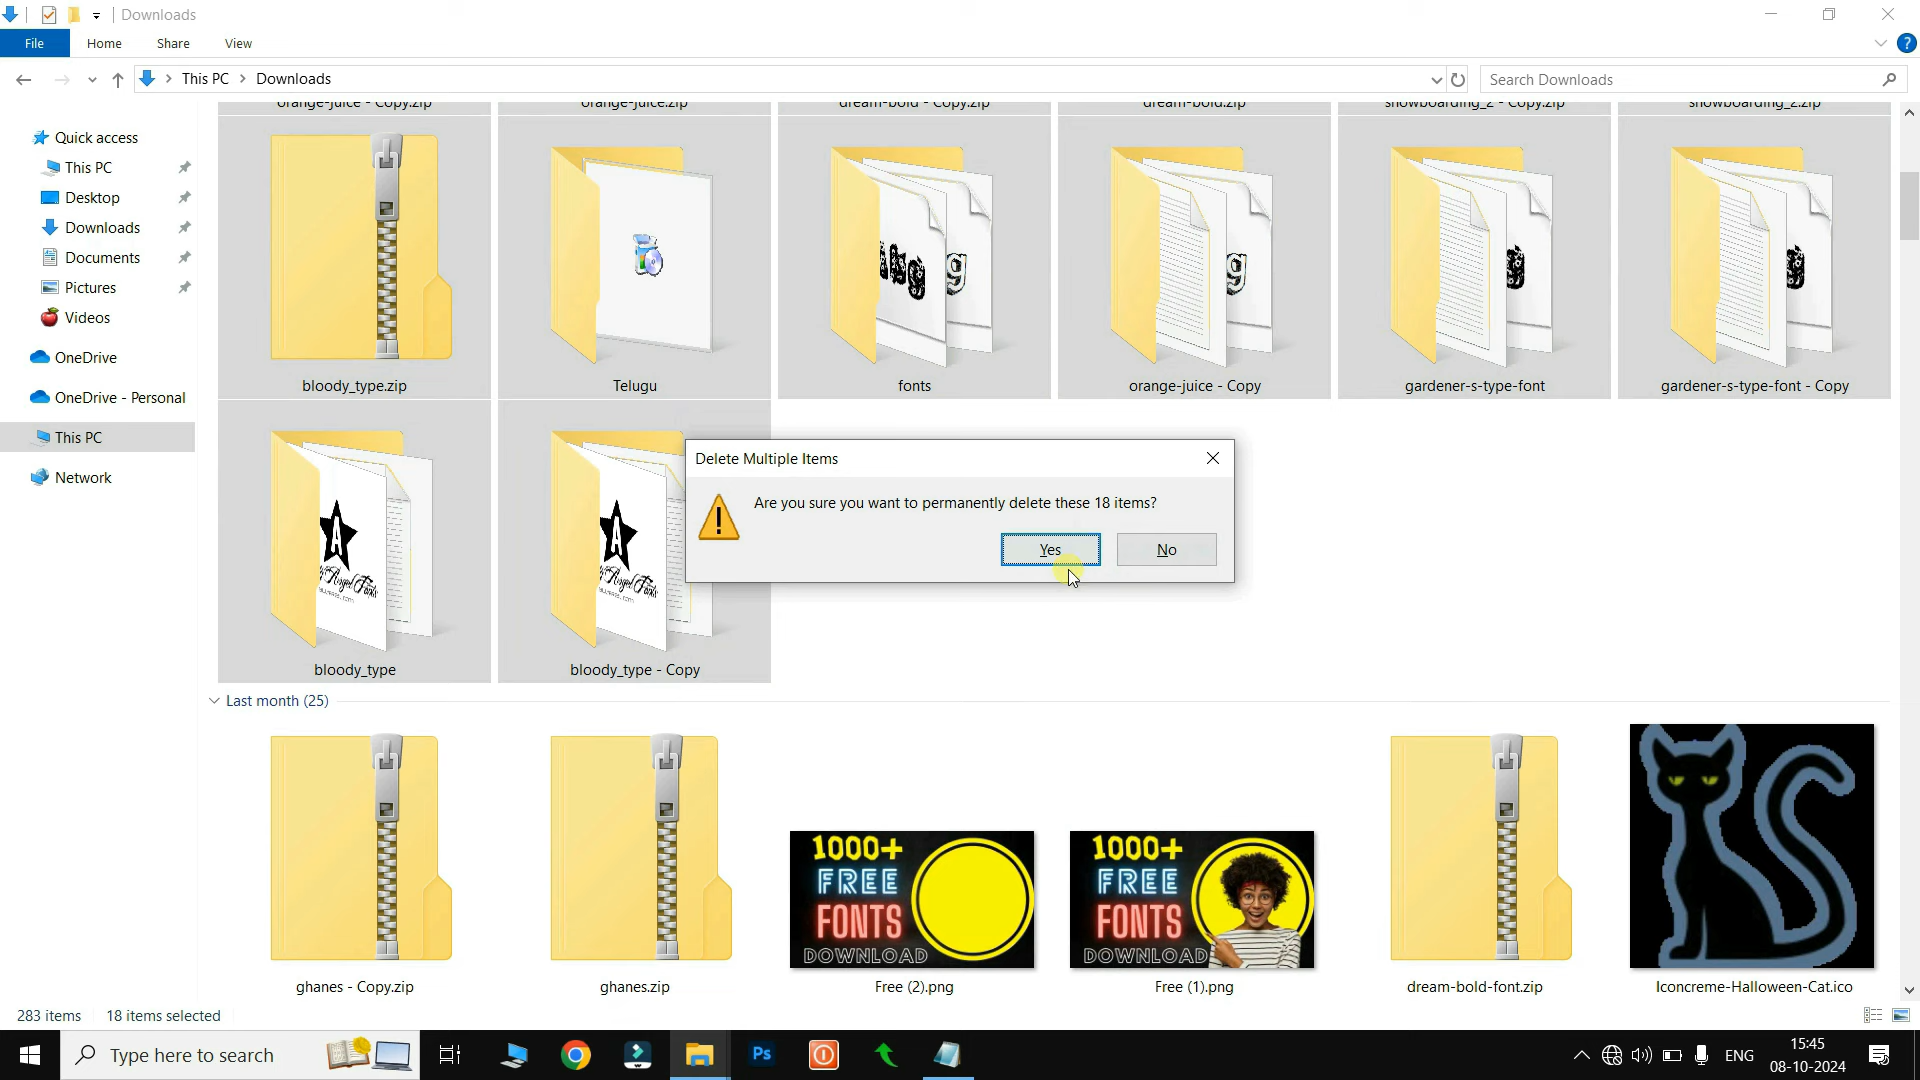 Downloads
File Home Share View
This PC > Downloads
Search Downloads
orange-juice - Copy.zip
orange-juice.zip
dream-bold - Copy.zip
dream-bold.zip
snowboarding_2 - Copy.zip
snowboarding_2.zip
Quick access
This PC
Desktop
Downloads
Documents
Pictures
Videos
OneDrive
OneDrive - Personal
This PC
Network
bloody_type.zip
Telugu
fonts
orange-juice - Copy
gardener-s-type-font
gardener-s-type-font - Copy
Delete Multiple Items
Are you sure you want to permanently delete these 18 items?
Yes
No
bloody_type
bloody_type - Copy
Last month (25)
1000+
FREE
FONTS
DOWNLOAD
1000+
FREE
FONTS
DOWNLOAD
ghanes - Copy.zip
ghanes.zip
Free (2).png
Free (1).png
dream-bold-font.zip
Iconcreme-Halloween-Cat.ico
283 items
18 items selected
Type here to search
Ps
ENG
15:45
08-10-2024